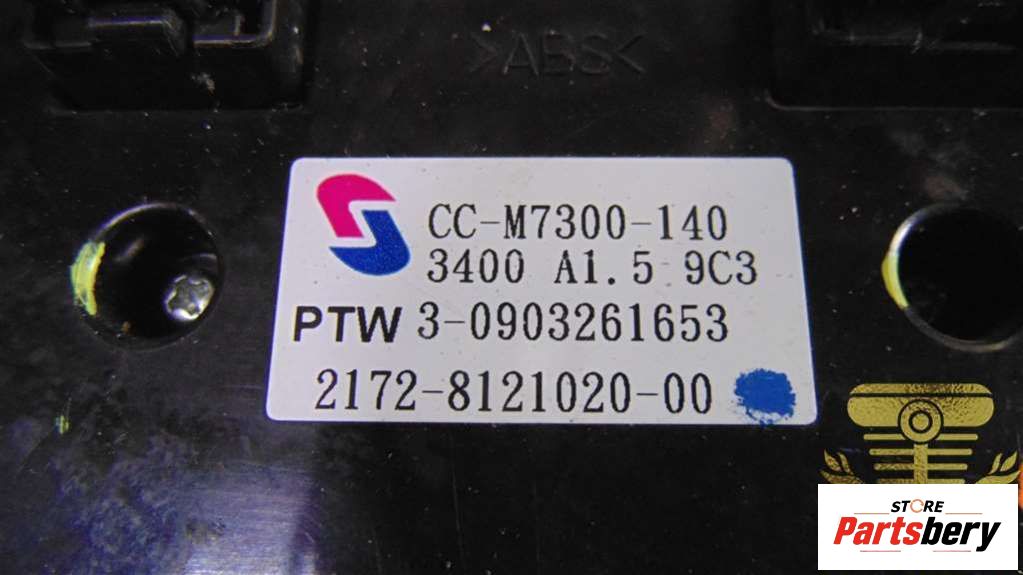 >ABS<
CC-M7300-140
3400 A1.5 9C3
PTW 3-0903261653
2172-8121020-00
STORE
Partsbery